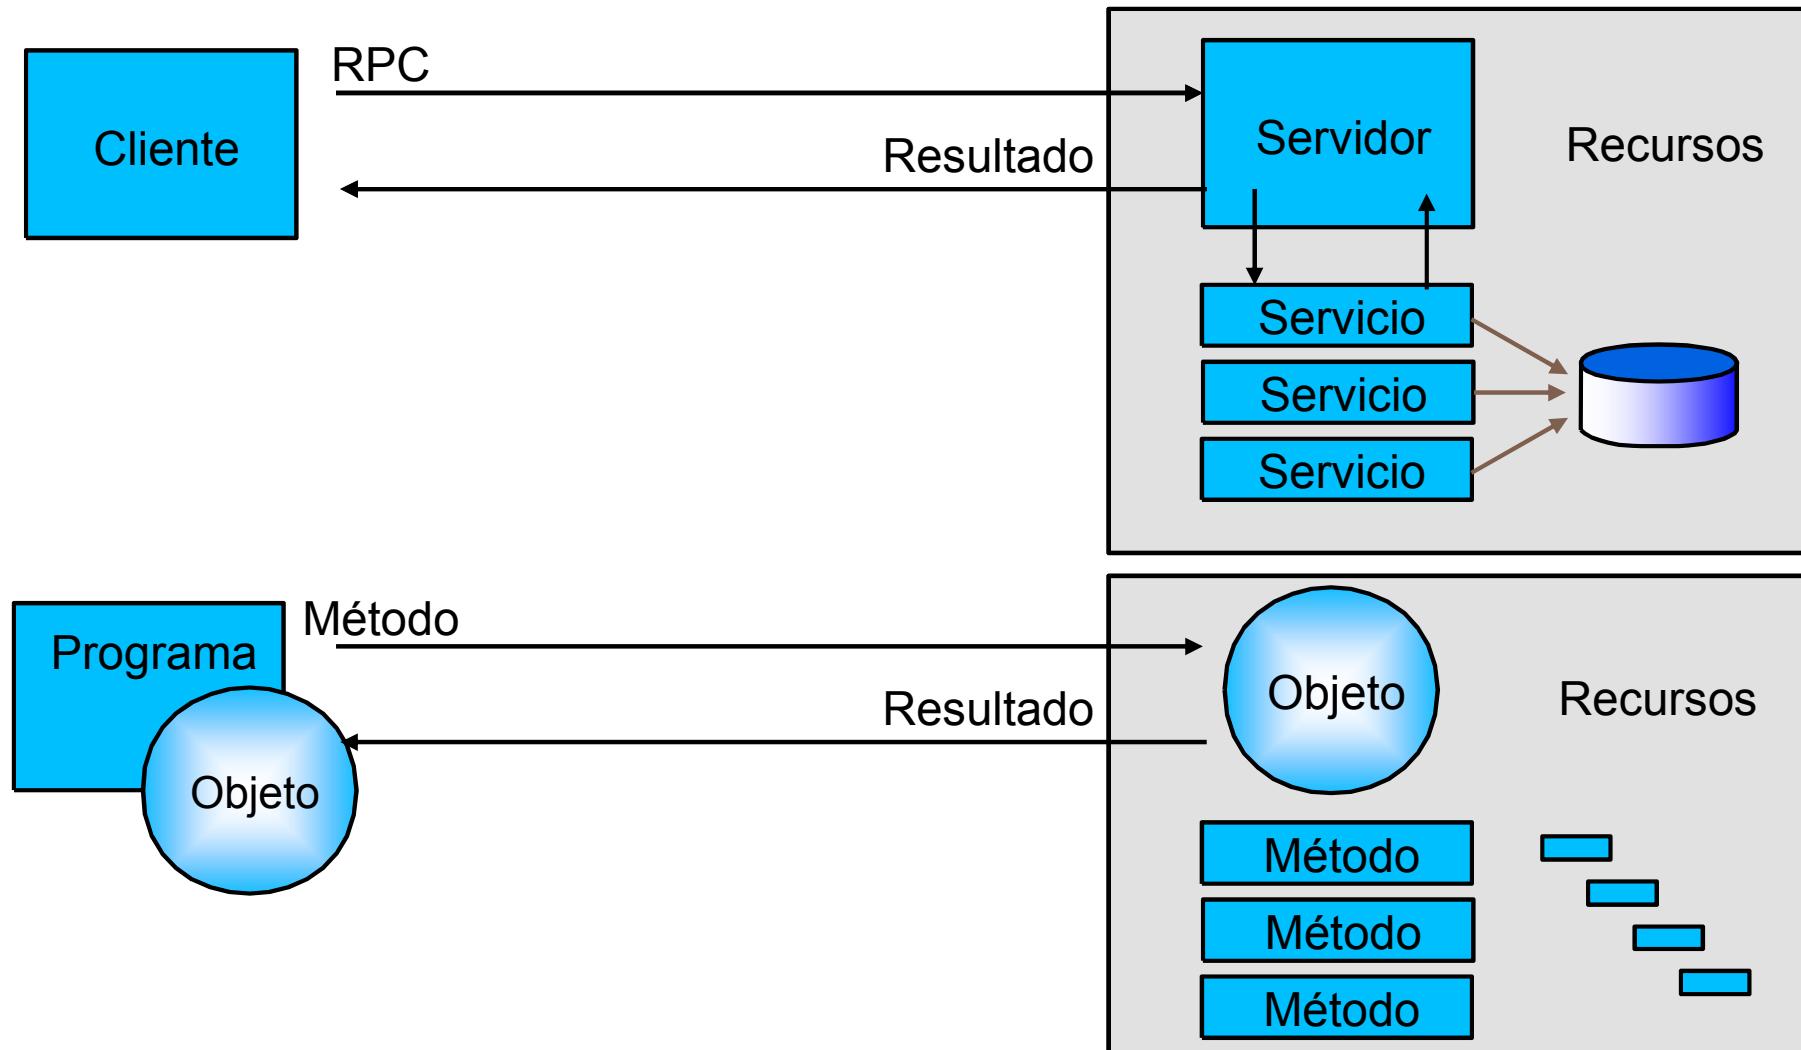 RPC
Cliente
Resultado
Servidor
Recursos
Servicio
Servicio
Servicio
Programa
Objeto
Método
Resultado
Objeto
Recursos
Método
Método
Método